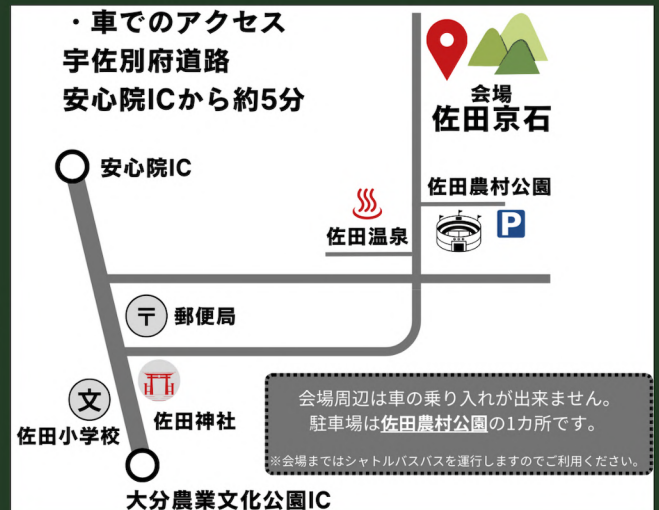 ・車でのアクセス
宇佐別府道路
安心院ICから約5分
会場
佐田京石
安心院IC
佐田農村公園
P
佐田温泉
〒
郵便局
文
佐田小学校
佐田神社
会場周辺は車の乗り入れが出来ません。
駐車場は佐田農村公園の1カ所です。
※会場まではシャトルバスバスを運行しますのでご利用ください。
大分農業文化公園IC